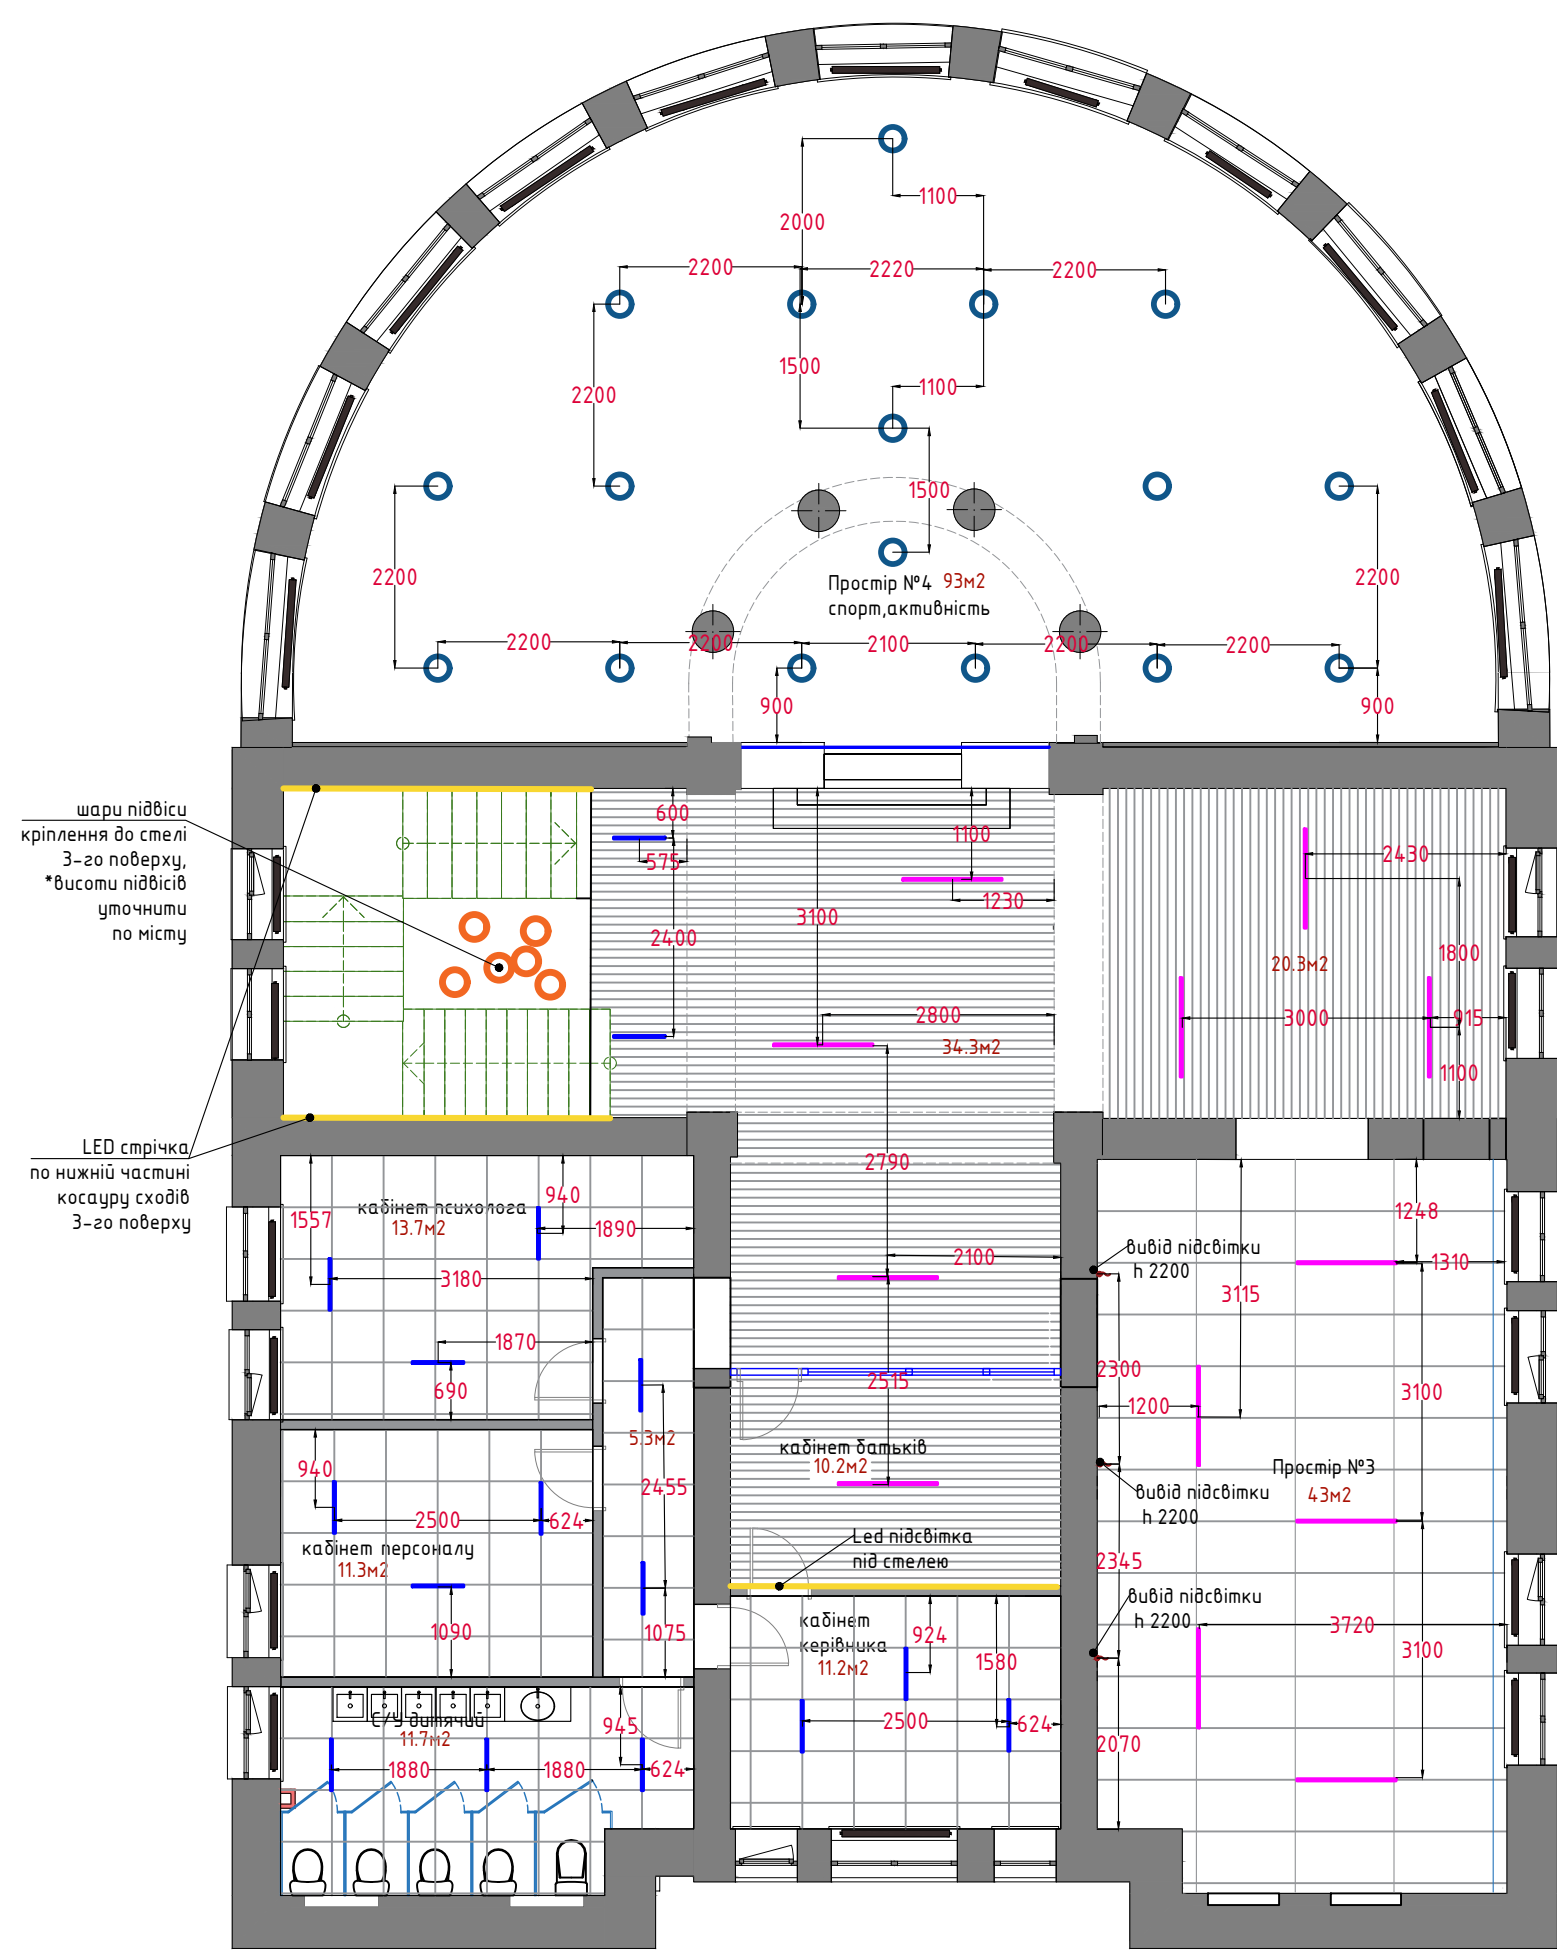 1100
2000
2200
2220
2200
1500
2200
1100
1500
2200
2200
Простір №4 93м2
спорт,активність
2200
2200
2100
2200
2200
900
900
шари підвіси
кріплення до стелі
3-го поверху,
*висоти підвісів
уточнити
по місту
600
575
1100
2430
1230
3100
2400
1800
20.3м2
2800
3000
915
34.3м2
1100
LED стрічка
по нижній частині
косауру сходів
3-го поверху
2790
940
1557
кабінет психолога
13.7м2
1890
1248
вивід підсвітки
h 2200
2100
1310
3180
3115
1870
690
2300
2515
3100
1200
5.3м2
кабінет батьків
10.2м2
940
Простір №3
43м2
2455
вивід підсвітки
h 2200
2500
624
кабінет персоналу
11.3м2
Led підсвітка
під стелею
2345
вивід підсвітки
h 2200
1090
1075
кабінет
керівника
11.2м2
924
1580
3720
3100
С/У дитячий
11.7м2
945
2500
624
2070
1880
1880
624